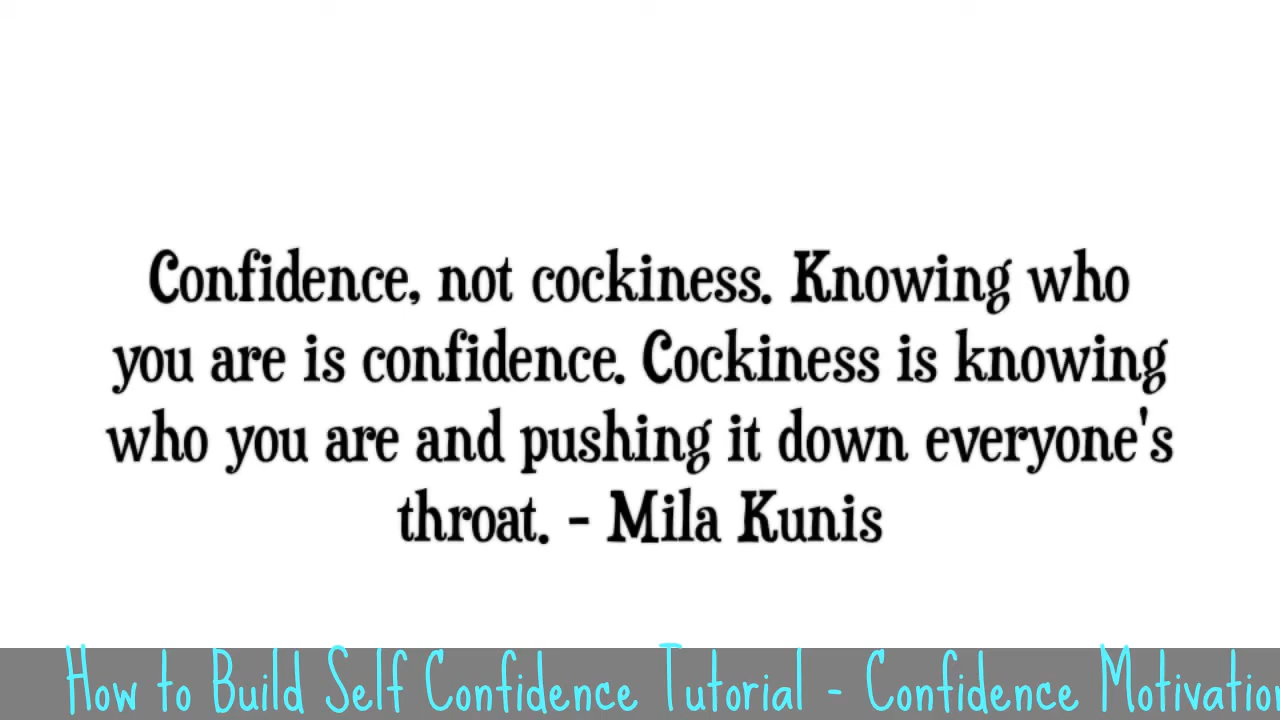 Confidence, not cockiness. Knowing who
you are is confidence. Cockiness is knowing
who you are and pushing it down everyone's
throat. - Mila Kunis
How to Build Self Confidence Tutorial - Confidence Motivation